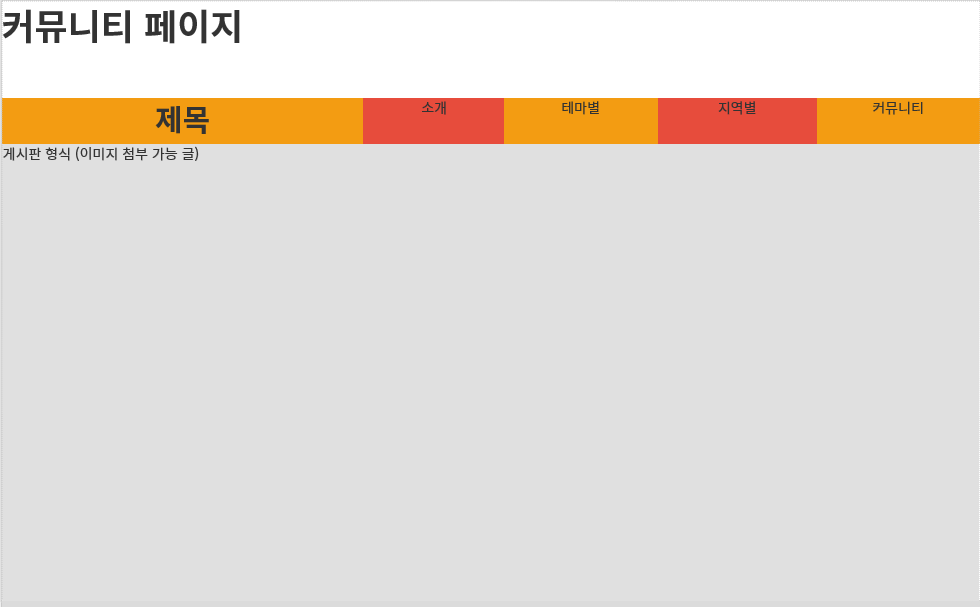 커뮤니티 페이지
제목 소개 테마별 지역별 커뮤니티
게시판 형식 (이미지 첨부 가능 글)